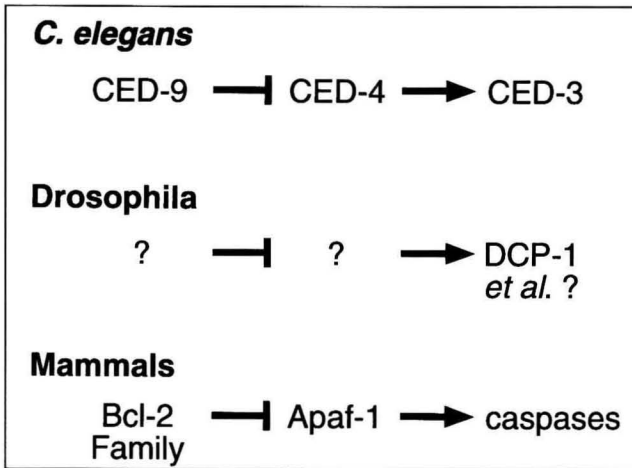 C. elegans
CED-9 CED-4 CED-3
Drosophila
? ? DCP-1
et al. ?
Mammals
Bcl-2 Apaf-1 caspases
Family